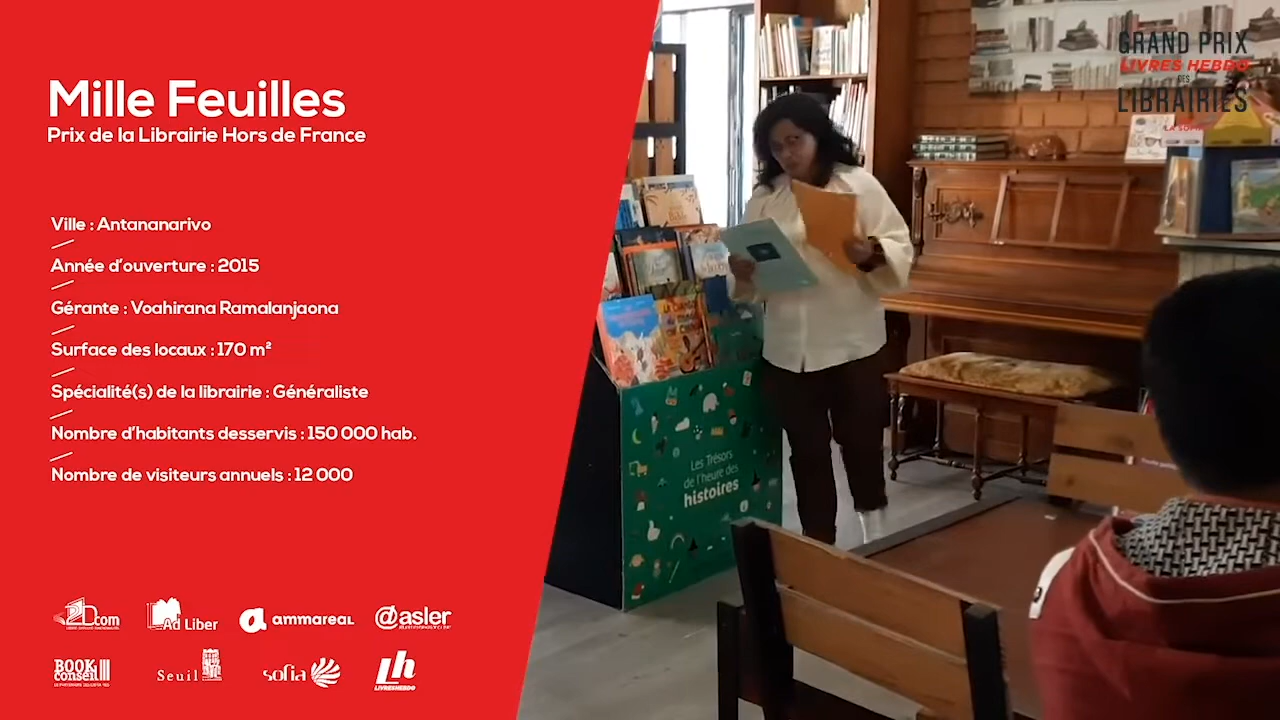 Mille Feuilles
Prix de la Librairie Hors de France
Ville : Antananarivo
Année d'ouverture : 2015
Gérante : Voahirana Ramalanjaona
Surface des locaux : 170 m²
Spécialité(s) de la librairie : Généraliste
Nombre d'habitants desservis : 150 000 hab.
Nombre de visiteurs annuels : 12 000
Ad Liber
ammareal
@asler
BOOK
conseil
Seuil
sofia
lh
LIVRES HEBDO
GRAND PRIX
LIVRES HEBDO
DES
LIBRAIRIES
Les Trésors
de l'heure des
histoires